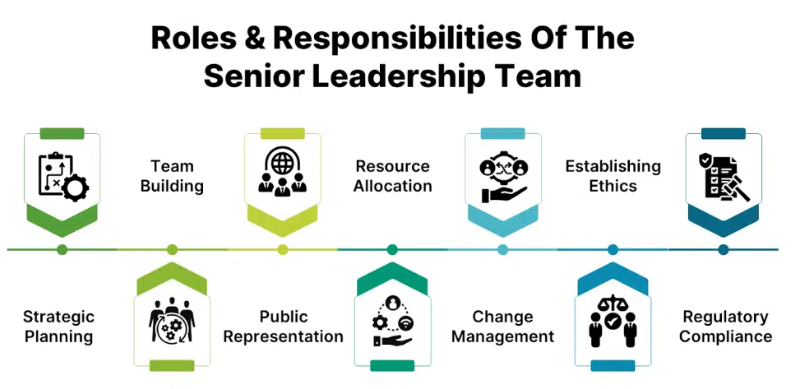 Roles & Responsibilities Of The
Senior Leadership Team
Team
Building
Resource
Allocation
Establishing
Ethics
Strategic
Planning
Public
Representation
Change
Management
Regulatory
Compliance